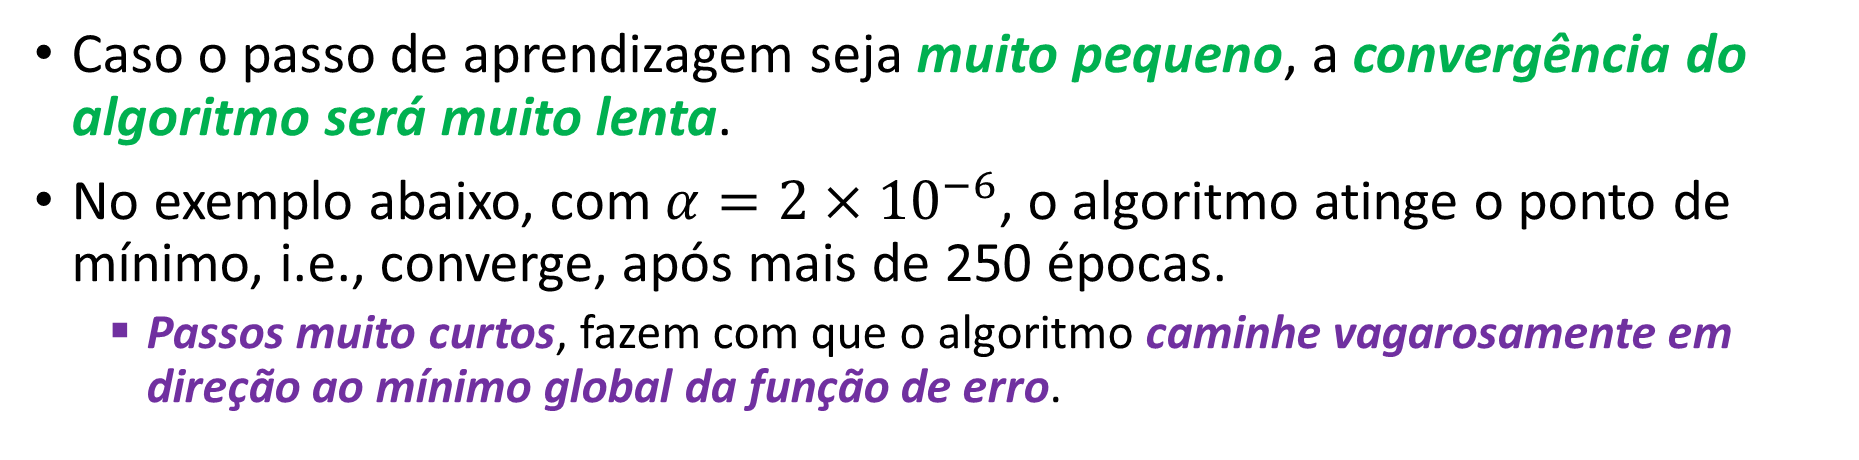 • Caso o passo de aprendizagem seja muito pequeno, a convergência do
algoritmo será muito lenta.
• No exemplo abaixo, com 𝛼 = 2 × 10⁻⁶, o algoritmo atinge o ponto de
mínimo, i.e., converge, após mais de 250 épocas.
▪ Passos muito curtos, fazem com que o algoritmo caminhe vagarosamente em
direção ao mínimo global da função de erro.